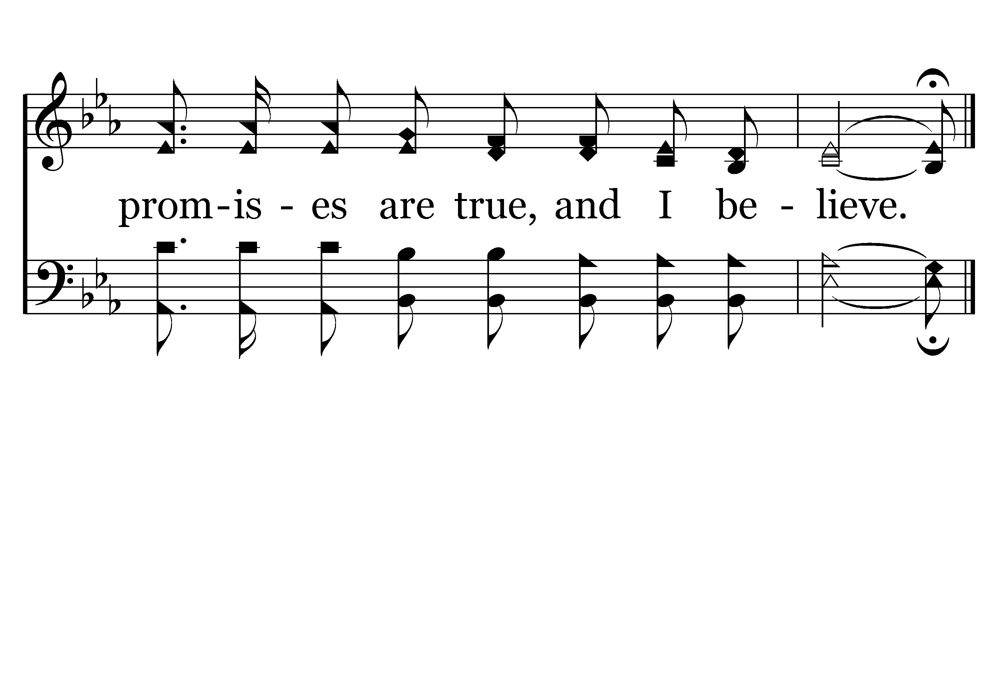 prom-is - es are true, and I be - lieve.